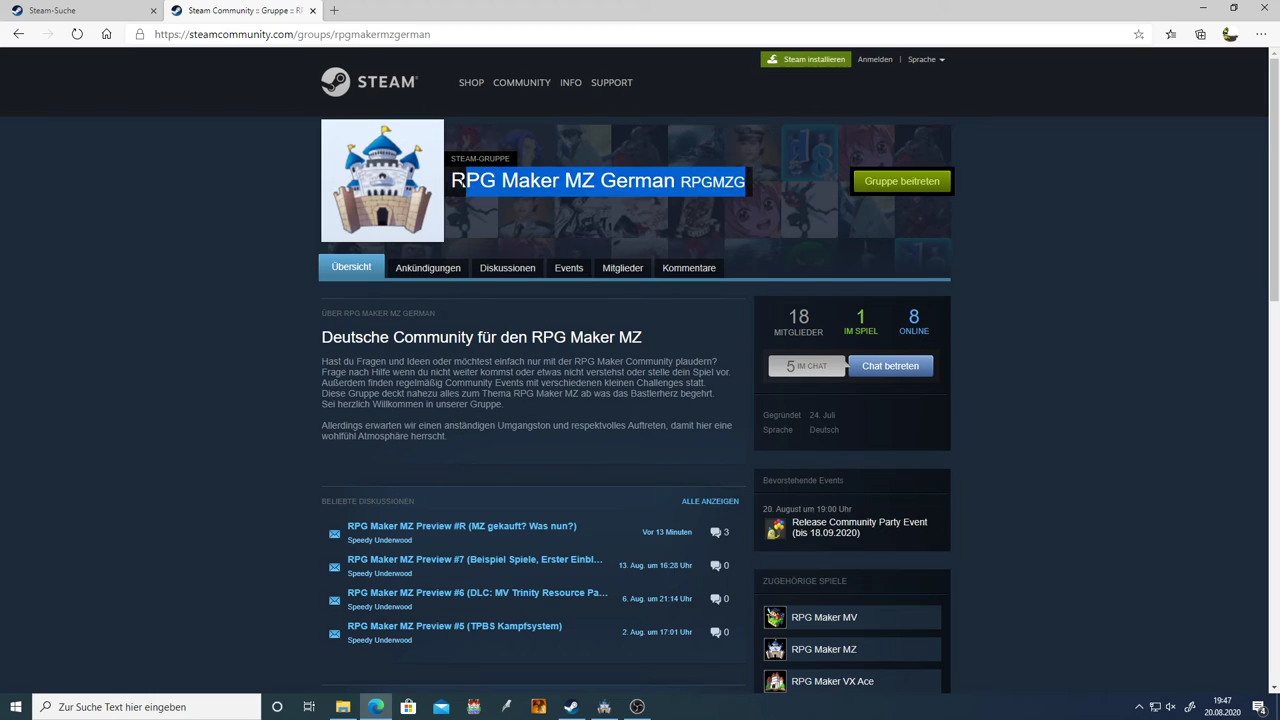 Steam-Suche
Steam Community :: Gruppe :: RP
https://steamcommunity.com/groups/rpgmakermzgerman
Steam installieren
Anmelden | Sprache
STEAM
SHOP COMMUNITY INFO SUPPORT
STEAM-GRUPPE
RPG Maker MZ German RPGMZG
Gruppe beitreten
Übersicht Ankündigungen Diskussionen Events Mitglieder Kommentare
ÜBER RPG MAKER MZ GERMAN
Deutsche Community für den RPG Maker MZ
Hast du Fragen und Ideen oder möchtest einfach nur mit der RPG Maker Community plaudern?
Frage nach Hilfe wenn du nicht weiter kommst oder etwas nicht verstehst oder stelle dein Spiel vor.
Außerdem finden regelmäßig Community Events mit verschiedenen kleinen Challenges statt.
Diese Gruppe deckt nahezu alles zum Thema RPG Maker MZ ab was das Bastlerherz begehrt.
Sei herzlich Willkommen in unserer Gruppe.
Allerdings erwarten wir einen anständigen Umgangston und respektvolles Auftreten, damit hier eine
wohlfühl Atmosphäre herrscht.
18 1 8
MITGLIEDER IM SPIEL ONLINE
5 IM CHAT Chat betreten
Gegründet 24. Juli
Sprache Deutsch
BELIEBTE DISKUSSIONEN ALLE ANZEIGEN
RPG Maker MZ Preview #R (MZ gekauft? Was nun?)
Speedy Underwood
Vor 13 Minuten 3
RPG Maker MZ Preview #7 (Beispiel Spiele, Erster Einbl...
Speedy Underwood
13. Aug. um 16:28 Uhr 0
RPG Maker MZ Preview #6 (DLC: MV Trinity Resource Pa...
Speedy Underwood
6. Aug. um 21:14 Uhr 0
RPG Maker MZ Preview #5 (TPBS Kampfsystem)
Speedy Underwood
2. Aug. um 17:01 Uhr 0
Bevorstehende Events
20. August um 19:00 Uhr
Release Community Party Event
(bis 18.09.2020)
ZUGEHÖRIGE SPIELE
RPG Maker MV
RPG Maker MZ
RPG Maker VX Ace
Zur Suche Text hier eingeben
19:47
20.08.2020
4